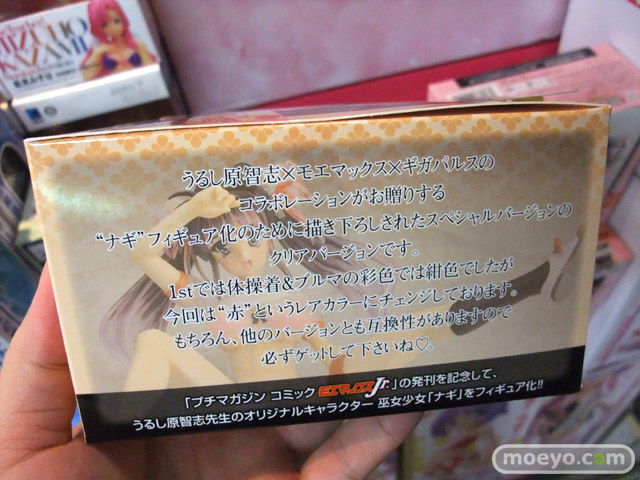 MIZUHO
KAZAMI
うるし原智志×モエマックス×ギガパルスの
コラボレーションがお贈りする
“ナギ”フィギュア化のために描き下ろしされたスペシャルバージョンの
クリアバージョンです。
1stでは体操着&ブルマの彩色では紺色でしたが
今回は“赤”というレアカラーにチェンジしております。
もちろん、他のバージョンとも互換性がありますので
必ずゲットして下さいね♡。
「プチマガジン コミック モエマックスJr.」の発刊を記念して、
うるし原智志先生のオリジナルキャラクター 巫女少女「ナギ」をフィギュア化!!
moeyo.com